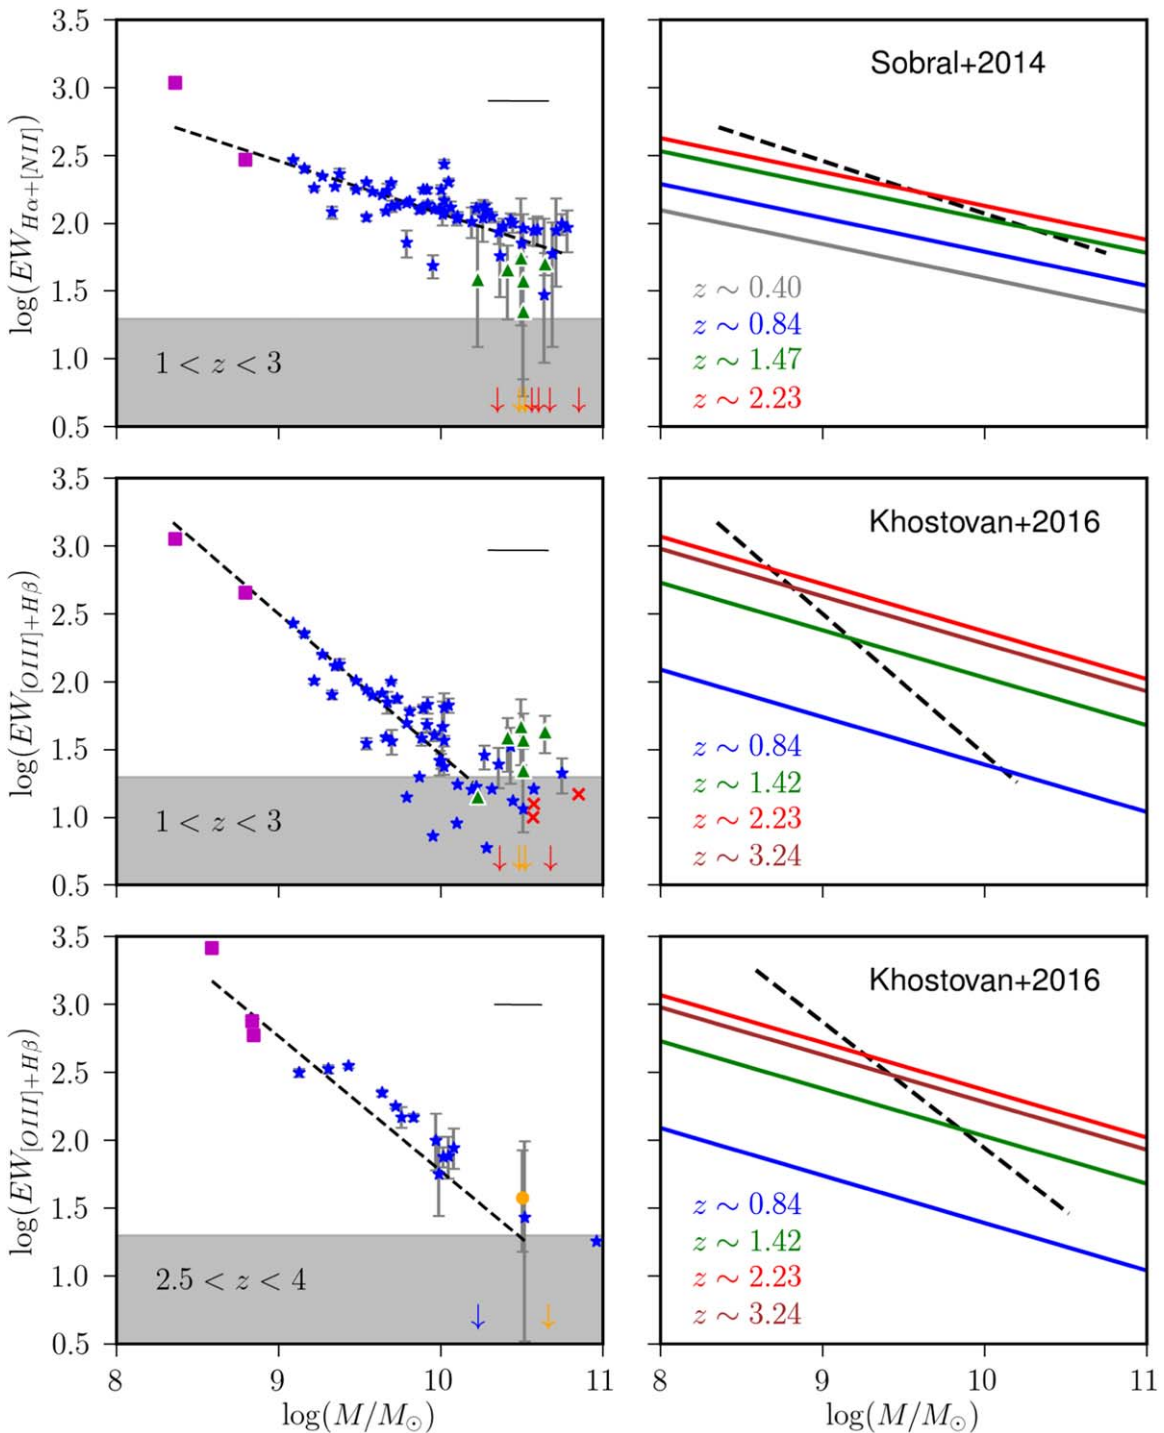 3.5
3.0
2.5
2.0
1.5
1.0
0.5
log(EW_{Hα+[NII]})
1 < z < 3
Sobral+2014
z ∼ 0.40
z ∼ 0.84
z ∼ 1.47
z ∼ 2.23
3.5
3.0
2.5
2.0
1.5
1.0
0.5
log(EW_{[OIII]+Hβ})
1 < z < 3
Khostovan+2016
z ∼ 0.84
z ∼ 1.42
z ∼ 2.23
z ∼ 3.24
3.5
3.0
2.5
2.0
1.5
1.0
0.5
log(EW_{[OIII]+Hβ})
2.5 < z < 4
8 9 10 11
log(M/M_⊙)
Khostovan+2016
z ∼ 0.84
z ∼ 1.42
z ∼ 2.23
z ∼ 3.24
8 9 10 11
log(M/M_⊙)